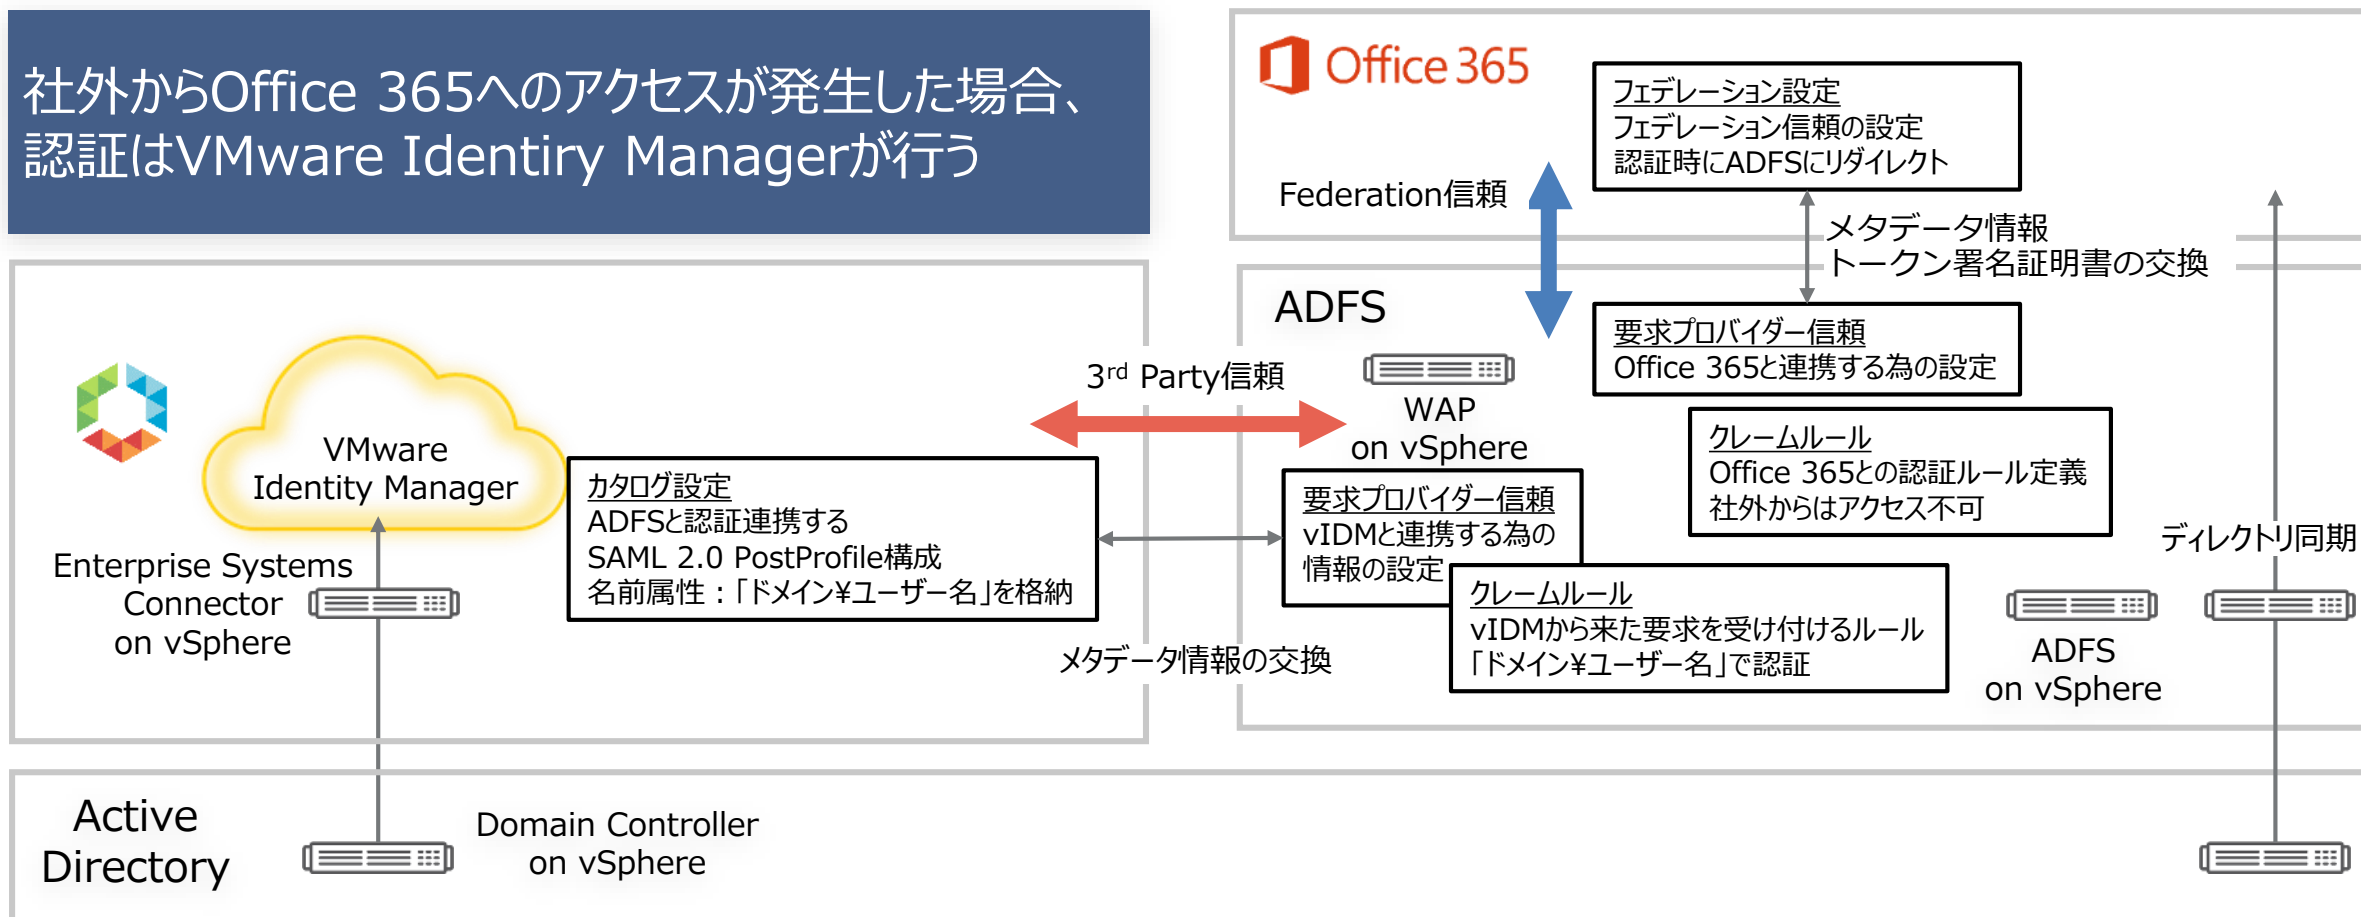 社外からOffice 365へのアクセスが発生した場合、
認証はVMware Identiry Managerが行う
Office 365
フェデレーション設定
フェデレーション信頼の設定
認証時にADFSにリダイレクト
Federation信頼
メタデータ情報
トークン署名証明書の交換
ADFS
要求プロバイダー信頼
Office 365と連携する為の設定
3rd Party信頼
WAP
on vSphere
クレームルール
Office 365との認証ルール定義
社外からはアクセス不可
VMware
Identity Manager
カタログ設定
ADFSと認証連携する
SAML 2.0 PostProfile構成
名前属性：「ドメイン¥ユーザー名」を格納
要求プロバイダー信頼
vIDMと連携する為の
情報の設定
クレームルール
vIDMから来た要求を受け付けるルール
「ドメイン¥ユーザー名」で認証
ディレクトリ同期
Enterprise Systems
Connector
on vSphere
メタデータ情報の交換
ADFS
on vSphere
Active
Directory
Domain Controller
on vSphere